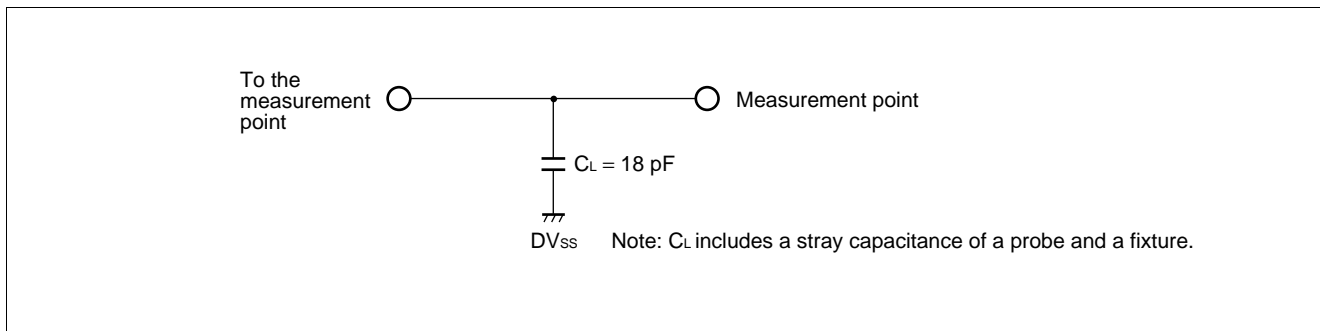 To the
measurement
point
Measurement point
CL = 18 pF
DVSS
Note: CL includes a stray capacitance of a probe and a fixture.